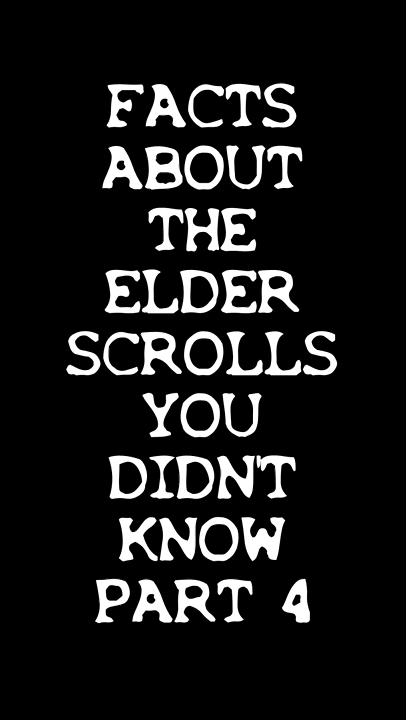 FACTS
ABOUT
THE
ELDER
SCROLLS
YOU
DIDN'T
KNOW
PART 4